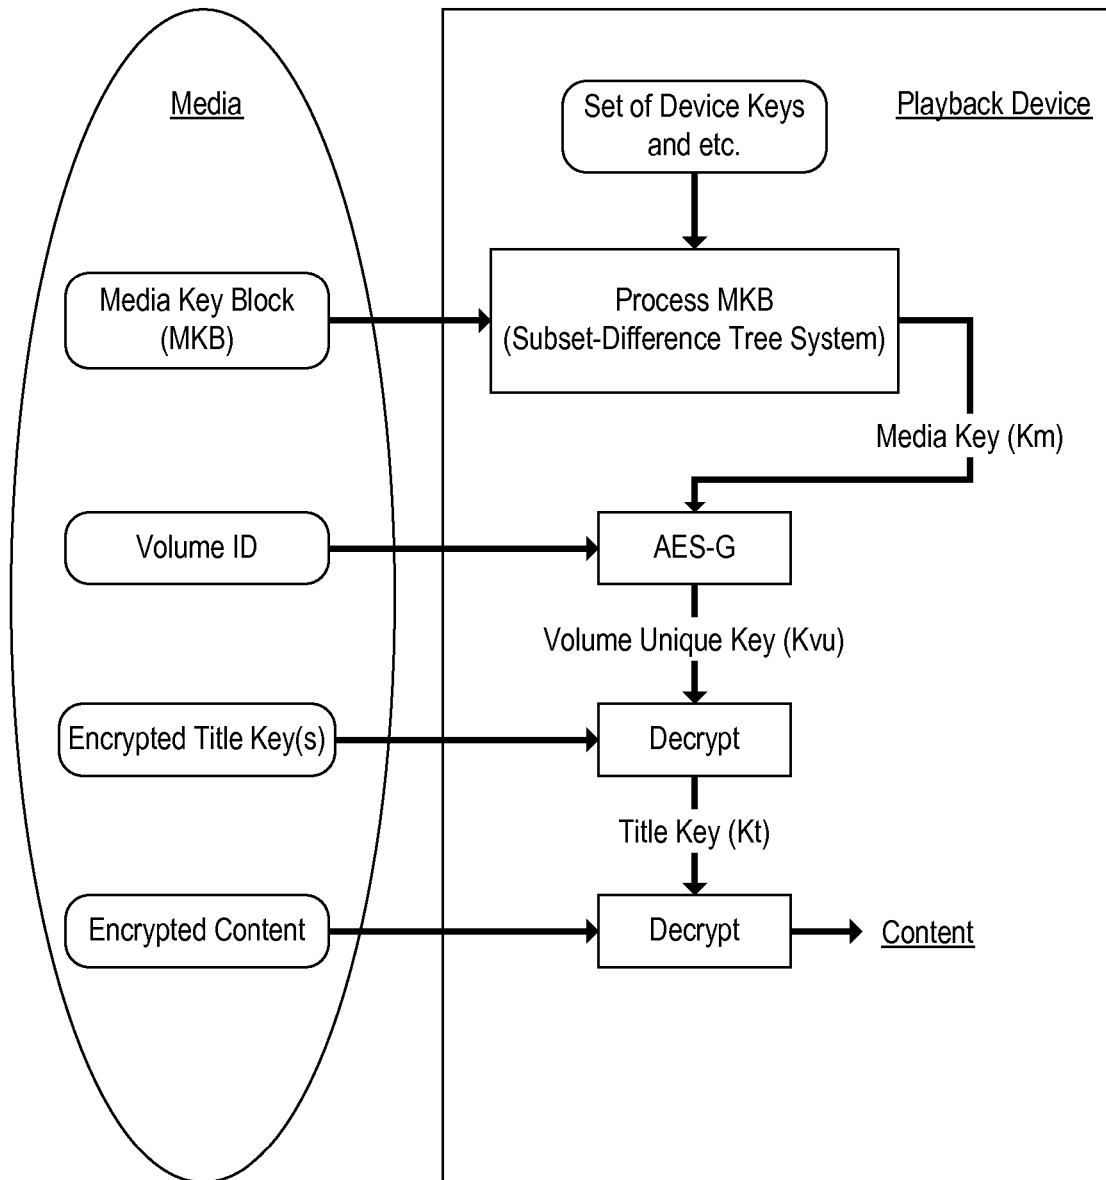 Media
Playback Device
Set of Device Keys
and etc.
Media Key Block
(MKB)
Process MKB
(Subset-Difference Tree System)
Media Key (Km)
Volume ID
AES-G
Volume Unique Key (Kvu)
Encrypted Title Key(s)
Decrypt
Title Key (Kt)
Encrypted Content
Decrypt
Content